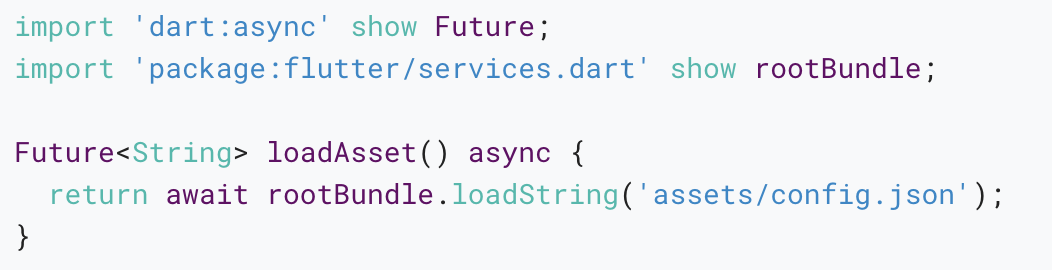 import 'dart:async' show Future;
import 'package:flutter/services.dart' show rootBundle;
Future<String> loadAsset() async {
  return await rootBundle.loadString('assets/config.json');
}